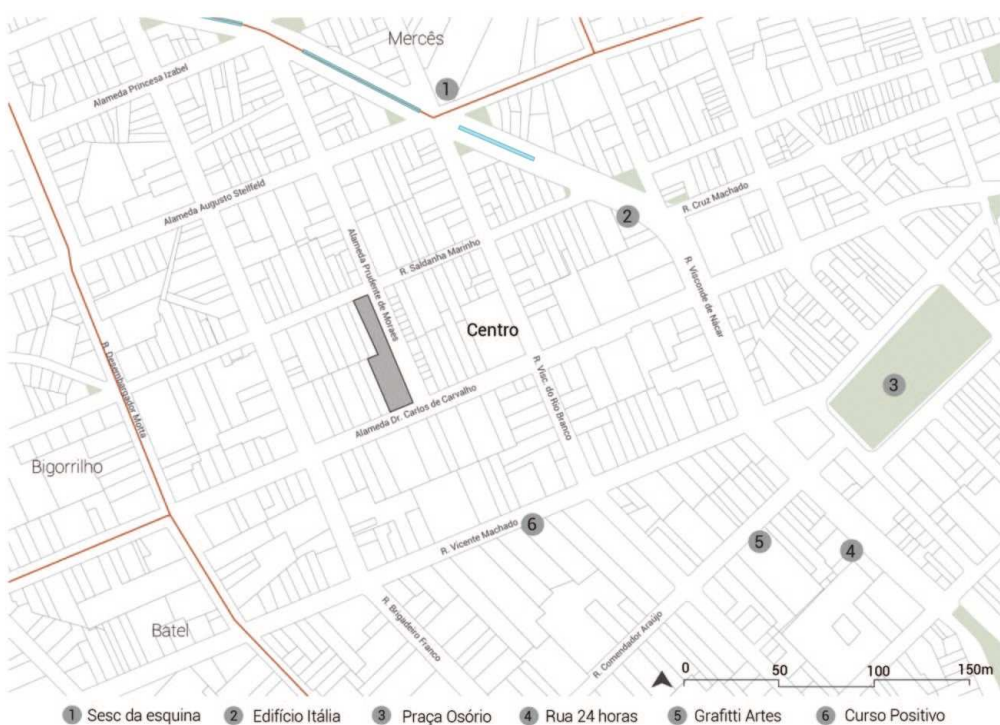 Mercês
1
Alameda Princesa Izabel
Alameda Augusto Stellfeld
2
R. Cruz Machado
Alameda Prudente de Moraes
R. Saldanha Marinho
R. Visconde de Nácar
Centro
R. Desembargador Motta
R. Visc. do Rio Branco
3
Alameda Dr. Carlos de Carvalho
Bigorrilho
R. Vicente Machado
6
5
4
Batel
R. Brigadeiro Franco
R. Comendador Araújo
0 50 100 150m
1 Sesc da esquina 2 Edifício Itália 3 Praça Osório 4 Rua 24 horas 5 Grafitti Artes 6 Curso Positivo